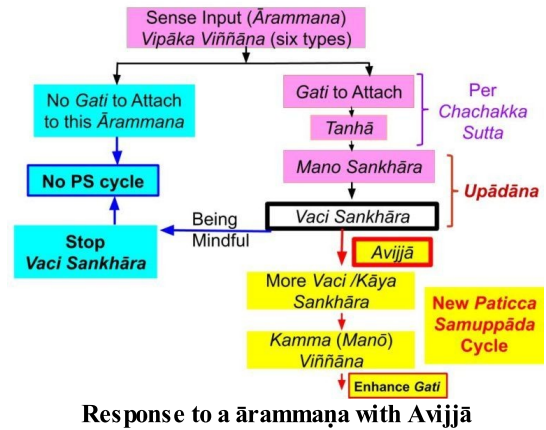 Sense Input (Ārammana)
Vipāka Viññāna (six types)
No Gati to Attach
to this Ārammana
Gati to Attach
Tanhā
Per
Chachakka
Sutta
No PS cycle
Mano Sankhāra
Upādāna
Vaci Sankhāra
Being
Mindful
Stop
Vaci Sankhāra
Avijjā
More Vaci /Kāya
Sankhāra
New Paticca
Samuppāda
Cycle
Kamma (Manō)
Viññāna
Enhance Gati
Response to a ārammaṇa with Avijjā